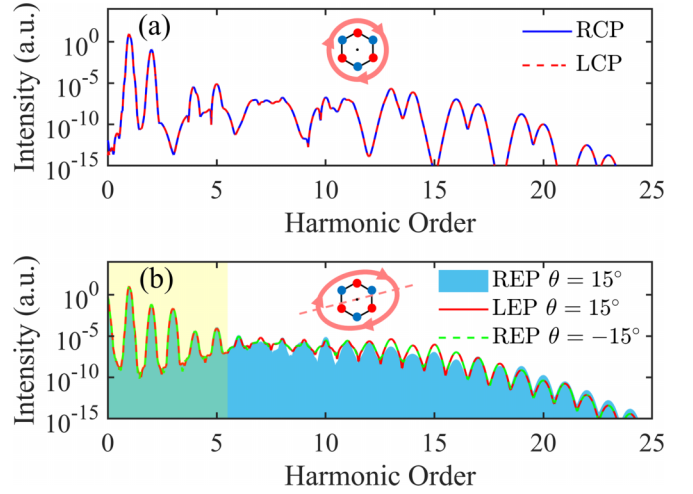 (a)
RCP
LCP
Intensity (a.u.)
10^0
10^-5
10^-10
10^-15
0 5 10 15 20 25
Harmonic Order
(b)
REP θ = 15°
LEP θ = 15°
REP θ = −15°
Intensity (a.u.)
10^0
10^-5
10^-10
10^-15
0 5 10 15 20 25
Harmonic Order